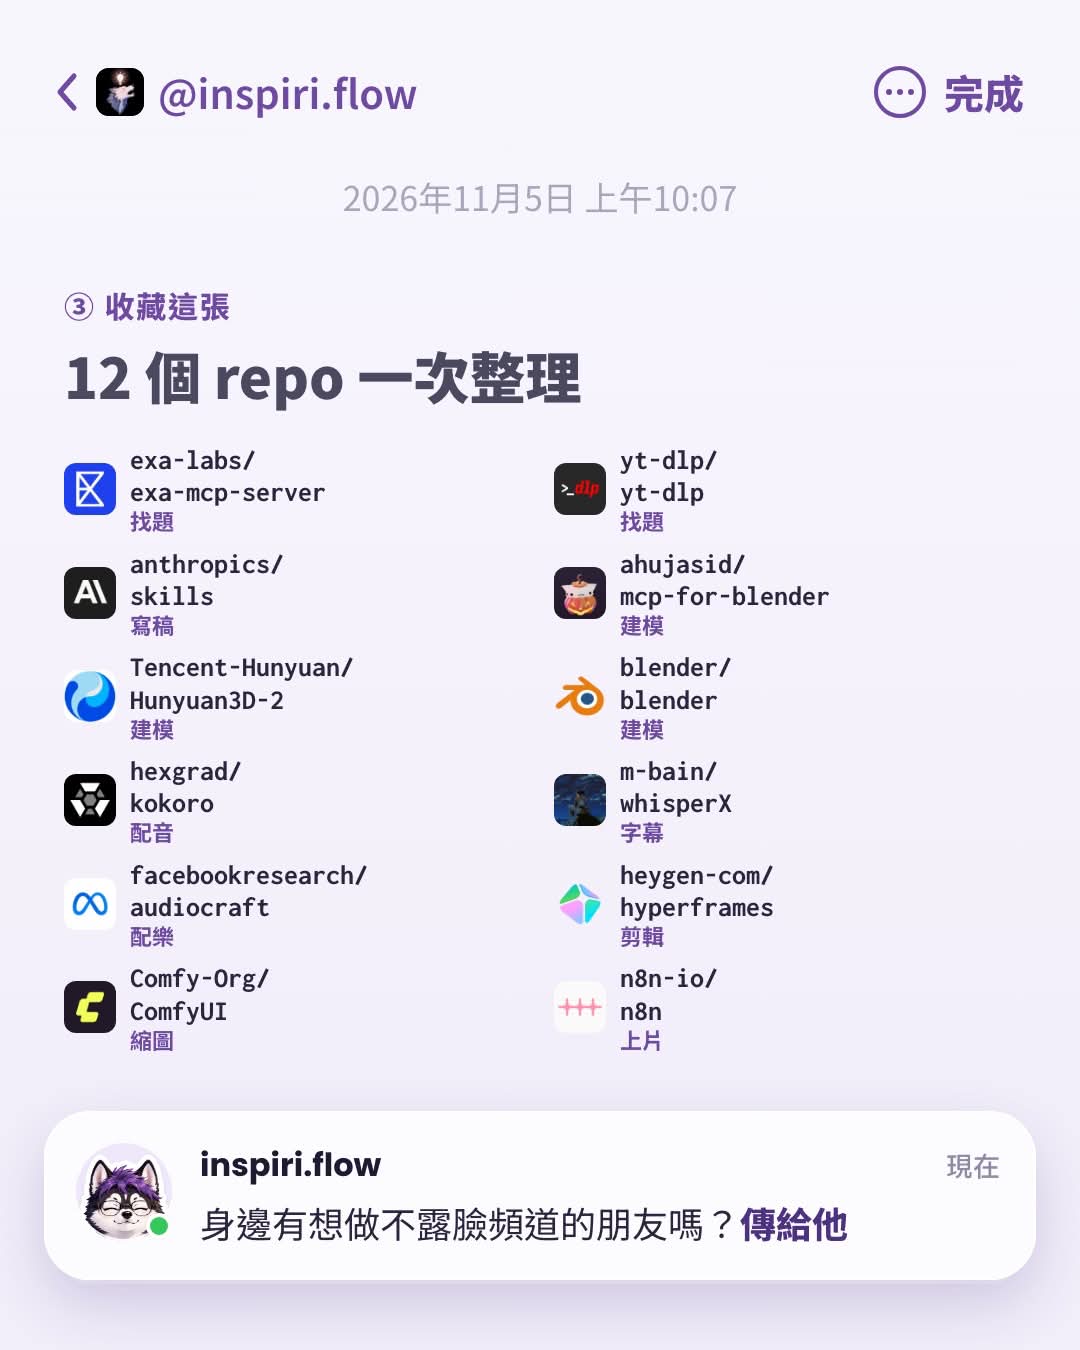 @inspiri.flow
完成
2026年11月5日 上午10:07
③ 收藏這張
12 個 repo 一次整理
exa-labs/
exa-mcp-server
找題
yt-dlp/
yt-dlp
找題
>_dlp
anthropics/
skills
寫稿
ahujasid/
mcp-for-blender
建模
Tencent-Hunyuan/
Hunyuan3D-2
建模
blender/
blender
建模
hexgrad/
kokoro
配音
m-bain/
whisperX
字幕
facebookresearch/
audiocraft
配樂
heygen-com/
hyperframes
剪輯
Comfy-Org/
ComfyUI
縮圖
n8n-io/
n8n
上片
inspiri.flow
現在
身邊有想做不露臉頻道的朋友嗎？傳給他